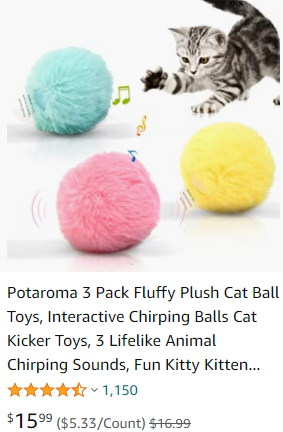 Potaroma 3 Pack Fluffy Plush Cat Ball
Toys, Interactive Chirping Balls Cat
Kicker Toys, 3 Lifelike Animal
Chirping Sounds, Fun Kitty Kitten...
1,150
$15.99 ($5.33/Count) $16.99